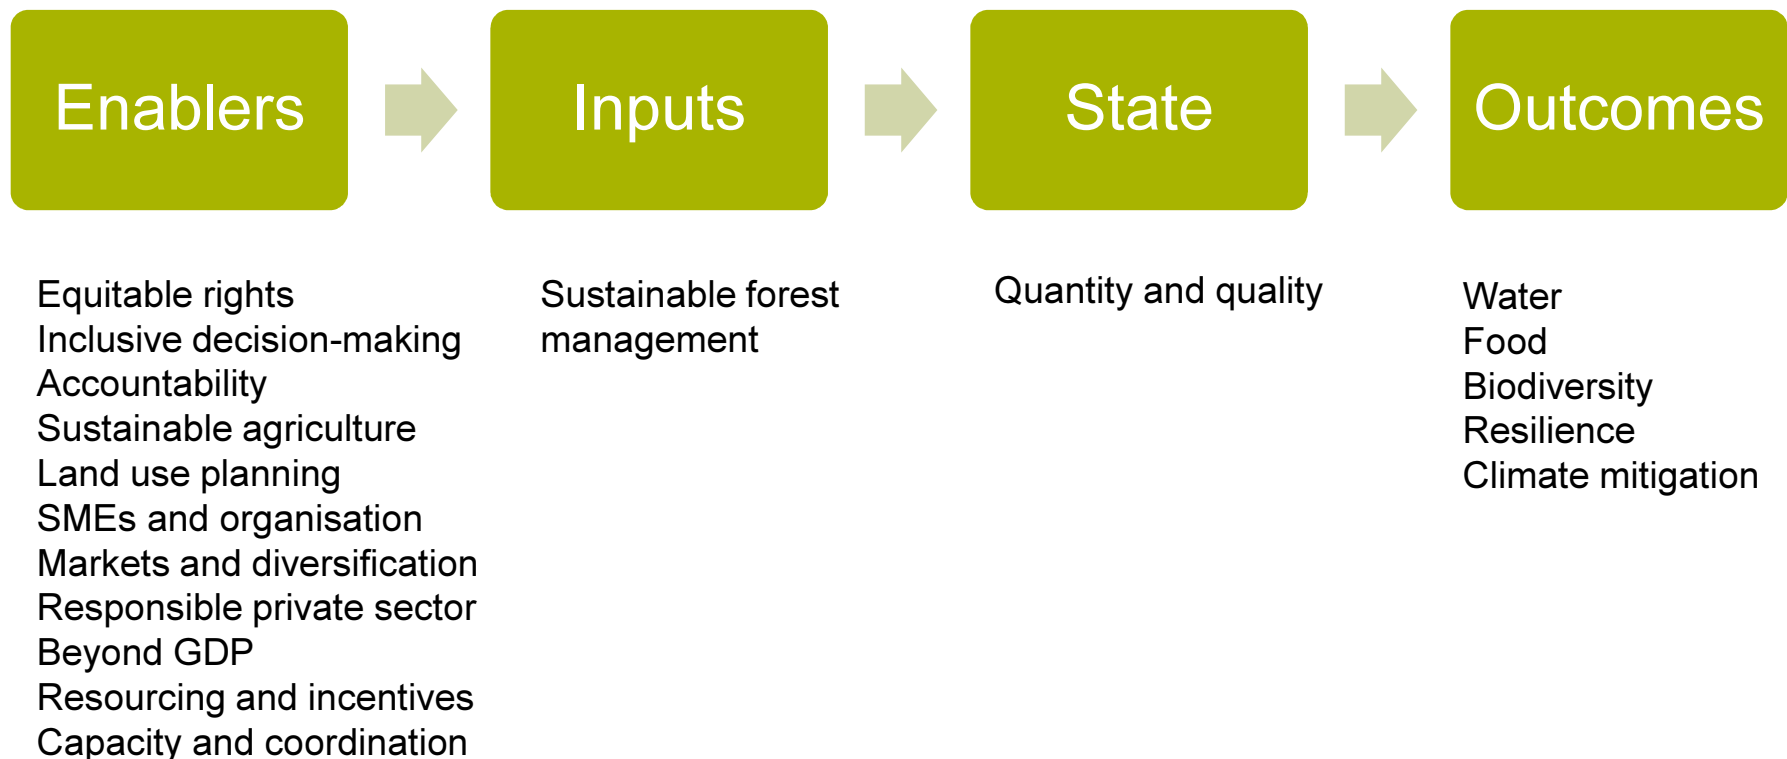 Enablers
Inputs
State
Outcomes
Equitable rights
Inclusive decision-making
Accountability
Sustainable agriculture
Land use planning
SMEs and organisation
Markets and diversification
Responsible private sector
Beyond GDP
Resourcing and incentives
Capacity and coordination
Sustainable forest
management
Quantity and quality
Water
Food
Biodiversity
Resilience
Climate mitigation